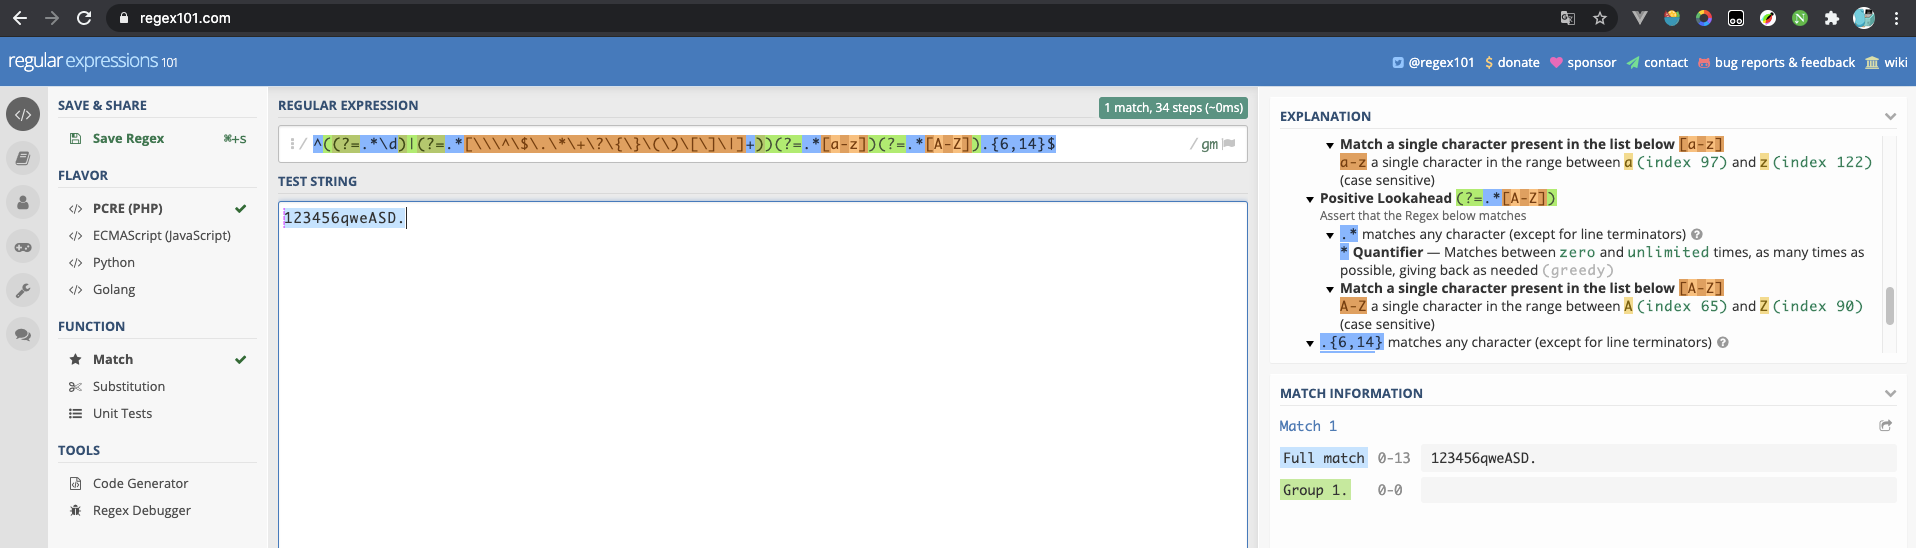 regex101.com
regular expressions 101
@regex101 $ donate sponsor contact bug reports & feedback wiki
SAVE & SHARE
Save Regex ⌘+S
FLAVOR
</> PCRE (PHP)
</> ECMAScript (JavaScript)
</> Python
</> Golang
FUNCTION
Match
Substitution
Unit Tests
TOOLS
Code Generator
Regex Debugger
REGULAR EXPRESSION
1 match, 34 steps (~0ms)
/ ^((?=.*\d)|(?=.*[\\\^\$\.\*\+\?\{\}\(\)\[\]\|]+))(?=.*[a-z])(?=.*[A-Z]).{6,14}$ / gm
TEST STRING
123456qweASD.
EXPLANATION
Match a single character present in the list below [a-z]
a-z a single character in the range between a (index 97) and z (index 122)
(case sensitive)
Positive Lookahead (?=.*[A-Z])
Assert that the Regex below matches
.* matches any character (except for line terminators)
* Quantifier — Matches between zero and unlimited times, as many times as
possible, giving back as needed (greedy)
Match a single character present in the list below [A-Z]
A-Z a single character in the range between A (index 65) and Z (index 90)
(case sensitive)
.{6,14} matches any character (except for line terminators)
MATCH INFORMATION
Match 1
Full match 0-13 123456qweASD.
Group 1. 0-0